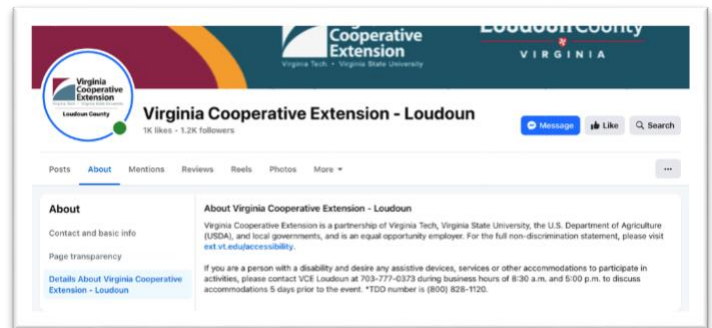 Cooperative
Extension
Virginia Tech • Virginia State University
Loudoun County
VIRGINIA
Virginia
Cooperative
Extension
Loudoun County
Virginia Cooperative Extension - Loudoun
1K likes • 1.2K followers
Message
Like
Search
Posts
About
Mentions
Reviews
Reels
Photos
More
About
Contact and basic info
Page transparency
Details About Virginia Cooperative
Extension - Loudoun
About Virginia Cooperative Extension - Loudoun
Virginia Cooperative Extension is a partnership of Virginia Tech, Virginia State University, the U.S. Department of Agriculture
(USDA), and local governments, and is an equal opportunity employer. For the full non-discrimination statement, please visit
ext.vt.edu/accessibility.
If you are a person with a disability and desire any assistive devices, services or other accommodations to participate in
activities, please contact VCE Loudoun at 703-777-0373 during business hours of 8:30 a.m. and 5:00 p.m. to discuss
accommodations 5 days prior to the event. *TDD number is (800) 828-1120.